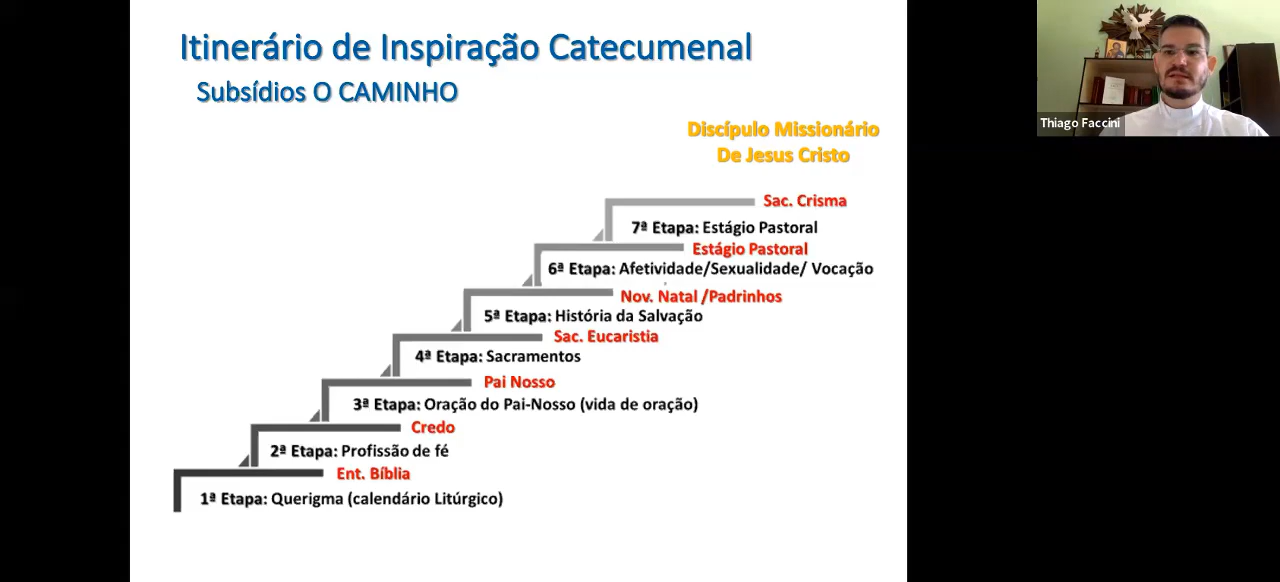 Itinerário de Inspiração Catecumenal
Subsídios O CAMINHO
Thiago Faccini
Discípulo Missionário
De Jesus Cristo
Sac. Crisma
7ª Etapa: Estágio Pastoral
Estágio Pastoral
6ª Etapa: Afetividade/Sexualidade/ Vocação
Nov. Natal /Padrinhos
5ª Etapa: História da Salvação
Sac. Eucaristia
4ª Etapa: Sacramentos
Pai Nosso
3ª Etapa: Oração do Pai-Nosso (vida de oração)
Credo
2ª Etapa: Profissão de fé
Ent. Bíblia
1ª Etapa: Querigma (calendário Litúrgico)